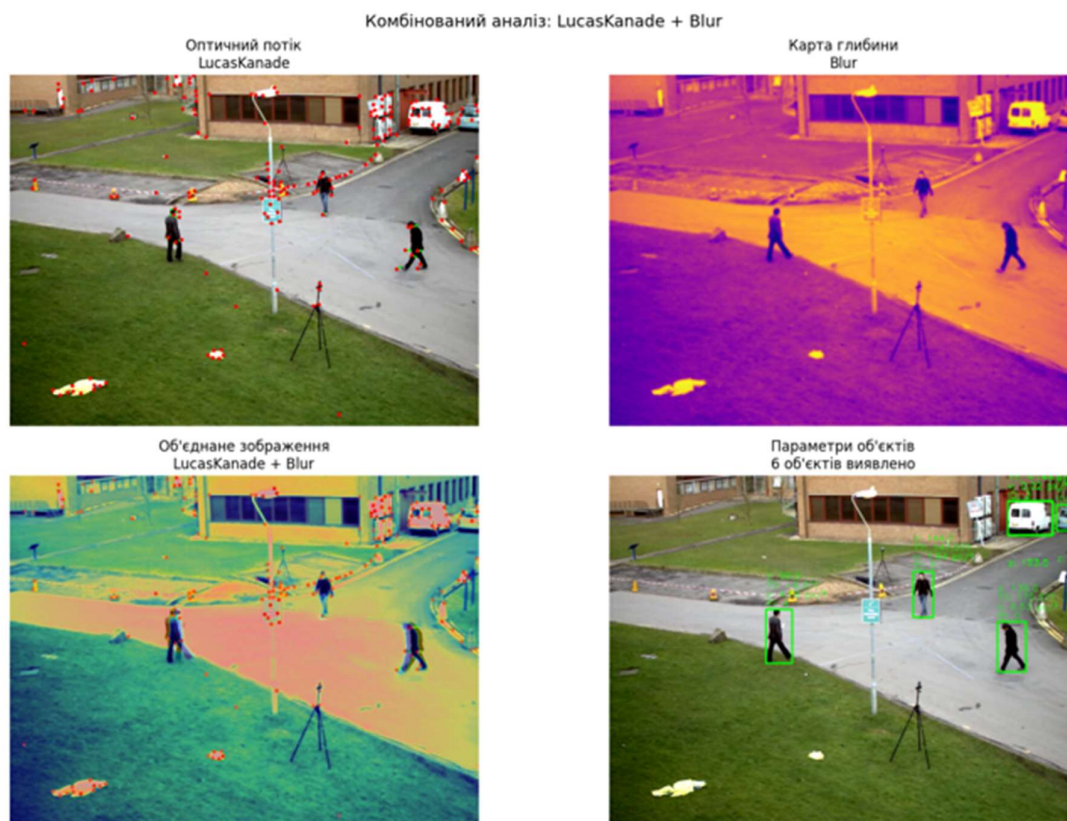 Комбінований аналіз: LucasKanade + Blur
Оптичний потік
LucasKanade
Карта глибини
Blur
Об'єднане зображення
LucasKanade + Blur
Параметри об'єктів
6 об'єктів виявлено